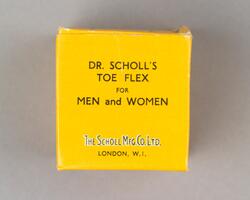 DR. SCHOLL'S
TOE FLEX
FOR
MEN and WOMEN
THE SCHOLL MFG. CO. LTD.
LONDON, W.1.